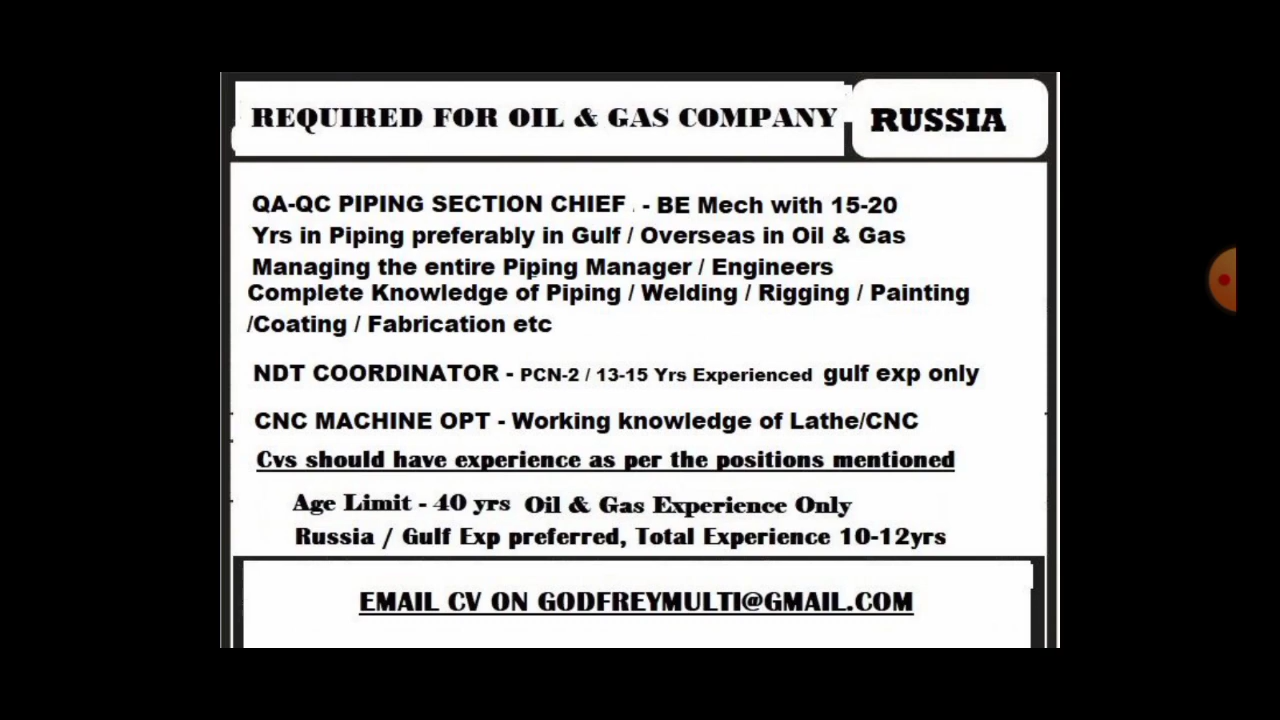 REQUIRED FOR OIL & GAS COMPANY RUSSIA
QA-QC PIPING SECTION CHIEF . - BE Mech with 15-20
Yrs in Piping preferably in Gulf / Overseas in Oil & Gas
Managing the entire Piping Manager / Engineers
Complete Knowledge of Piping / Welding / Rigging / Painting
/Coating / Fabrication etc
NDT COORDINATOR - PCN-2 / 13-15 Yrs Experienced gulf exp only
CNC MACHINE OPT - Working knowledge of Lathe/CNC
Cvs should have experience as per the positions mentioned
Age Limit - 40 yrs Oil & Gas Experience Only
Russia / Gulf Exp preferred, Total Experience 10-12yrs
EMAIL CV ON GODFREYMULTI@GMAIL.COM